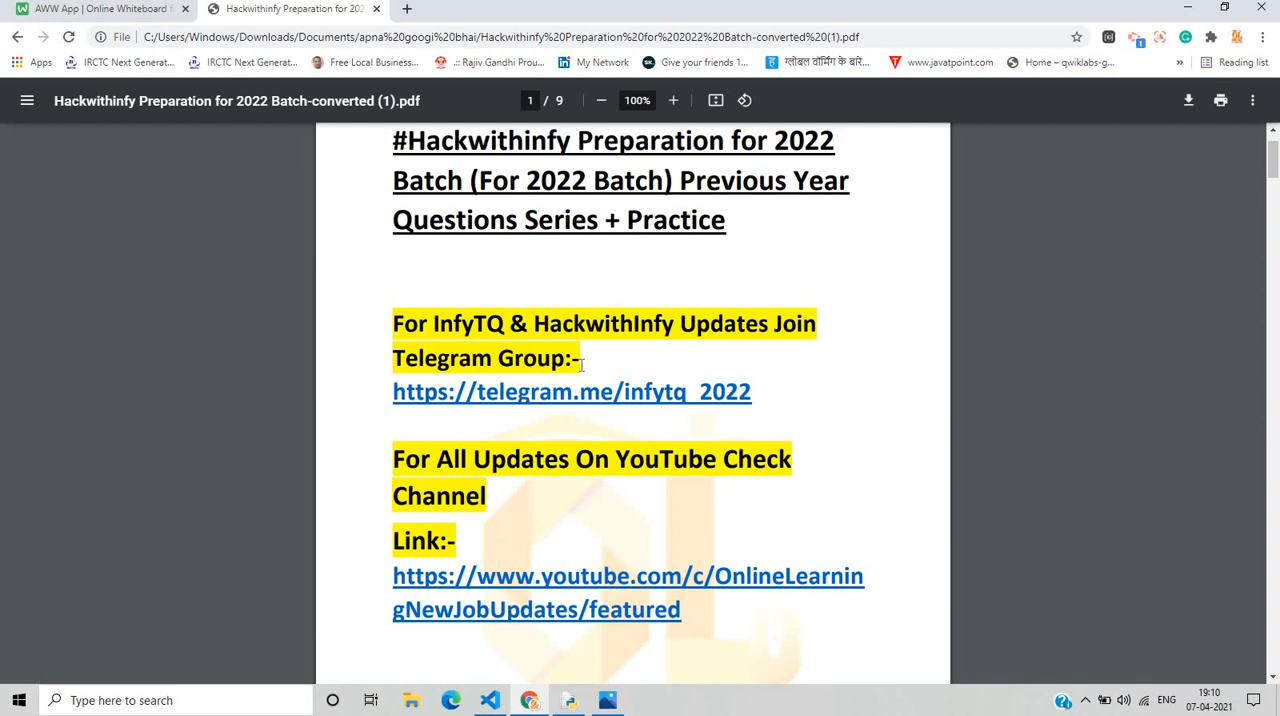 AWW App | Online Whiteboard f
Hackwithinfy Preparation for 202
File C:/Users/Windows/Downloads/Documents/apna%20googi%20bhai/Hackwithinfy%20Preparation%20for%202022%20Batch-converted%20(1).pdf
Apps IRCTC Next Generat... IRCTC Next Generat... Free Local Business... .: Rajiv Gandhi Prou... My Network Give your friends 1... ग्लोबल वॉर्मिंग के बारे... www.javatpoint.com Home – qwiklabs-g... » Reading list
Hackwithinfy Preparation for 2022 Batch-converted (1).pdf 1 / 9 100%
#Hackwithinfy Preparation for 2022
Batch (For 2022 Batch) Previous Year
Questions Series + Practice
For InfyTQ & HackwithInfy Updates Join
Telegram Group:-
https://telegram.me/infytq_2022
For All Updates On YouTube Check
Channel
Link:-
https://www.youtube.com/c/OnlineLearnin
gNewJobUpdates/featured
Type here to search
ENG
19:10
07-04-2021